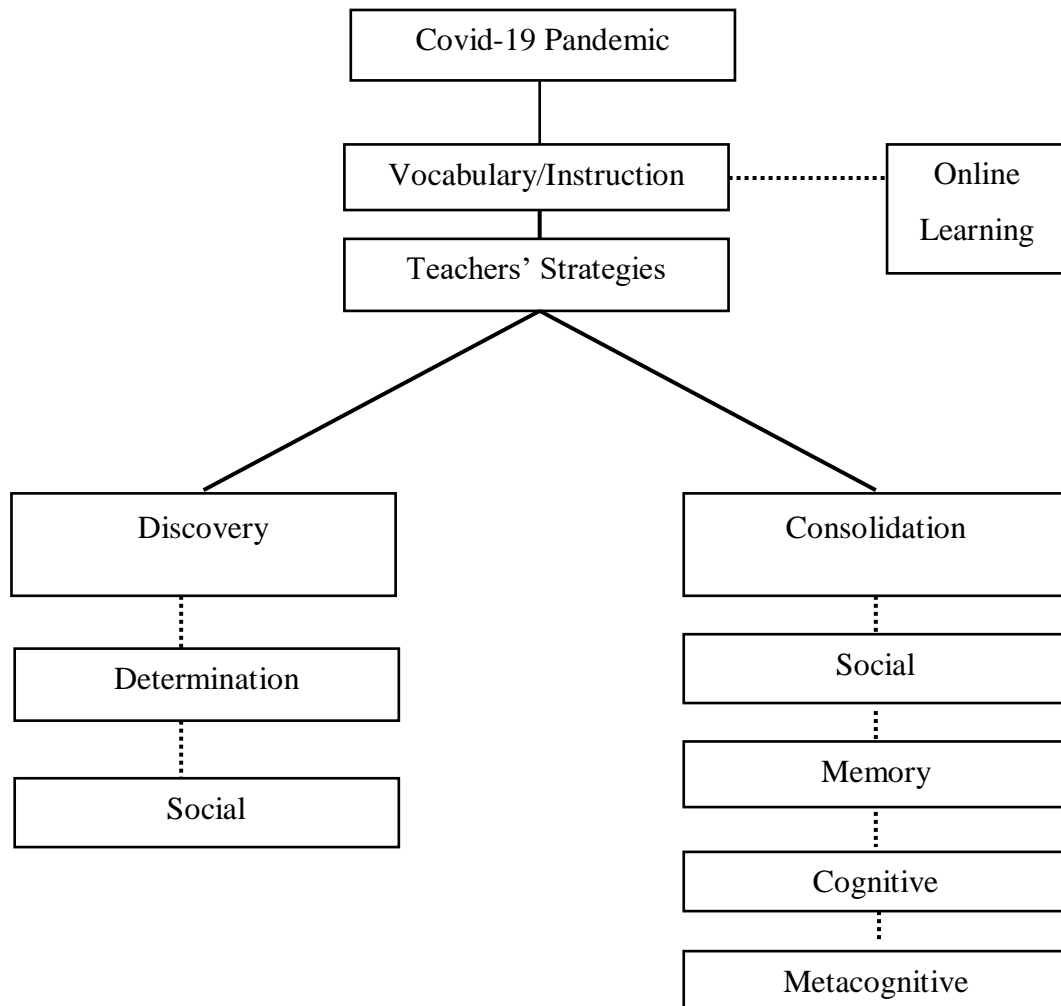 Covid-19 Pandemic
Vocabulary/Instruction
Online
Learning
Teachers’ Strategies
Discovery
Consolidation
Determination
Social
Social
Memory
Cognitive
Metacognitive